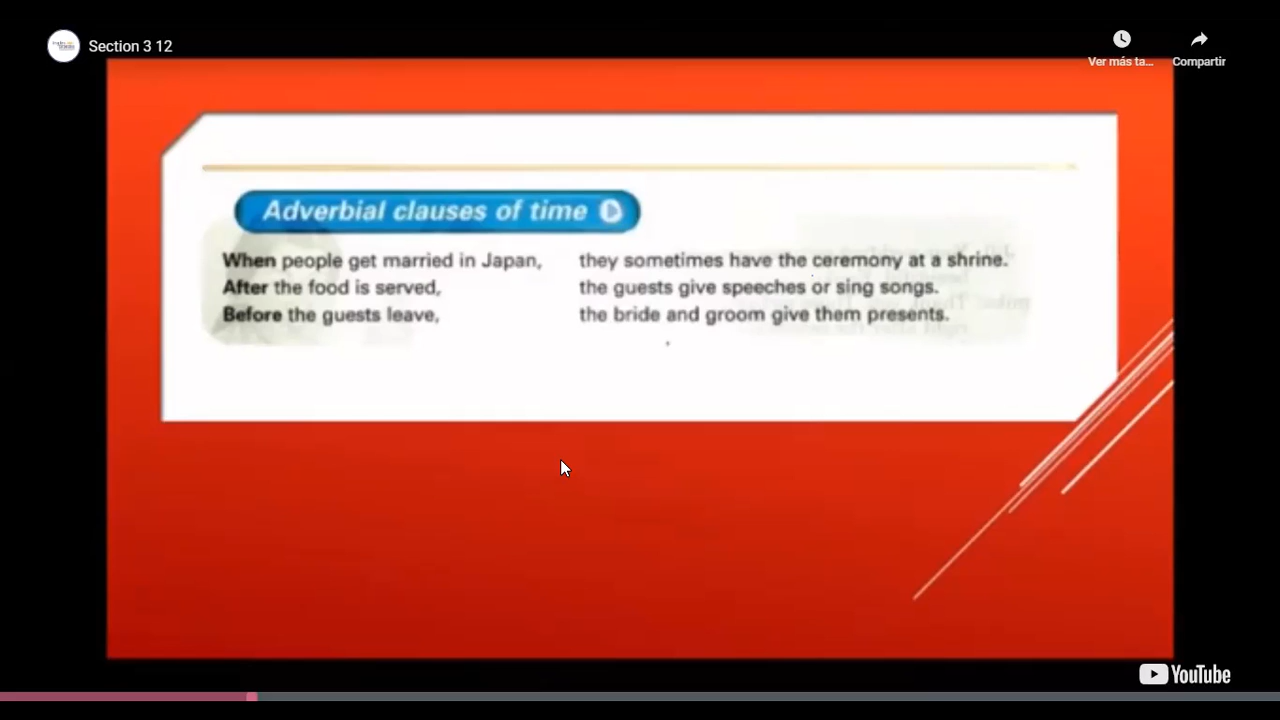 Section 3 12
Ver más ta...
Compartir
Adverbial clauses of time
When people get married in Japan, they sometimes have the ceremony at a shrine.
After the food is served, the guests give speeches or sing songs.
Before the guests leave, the bride and groom give them presents.
YouTube